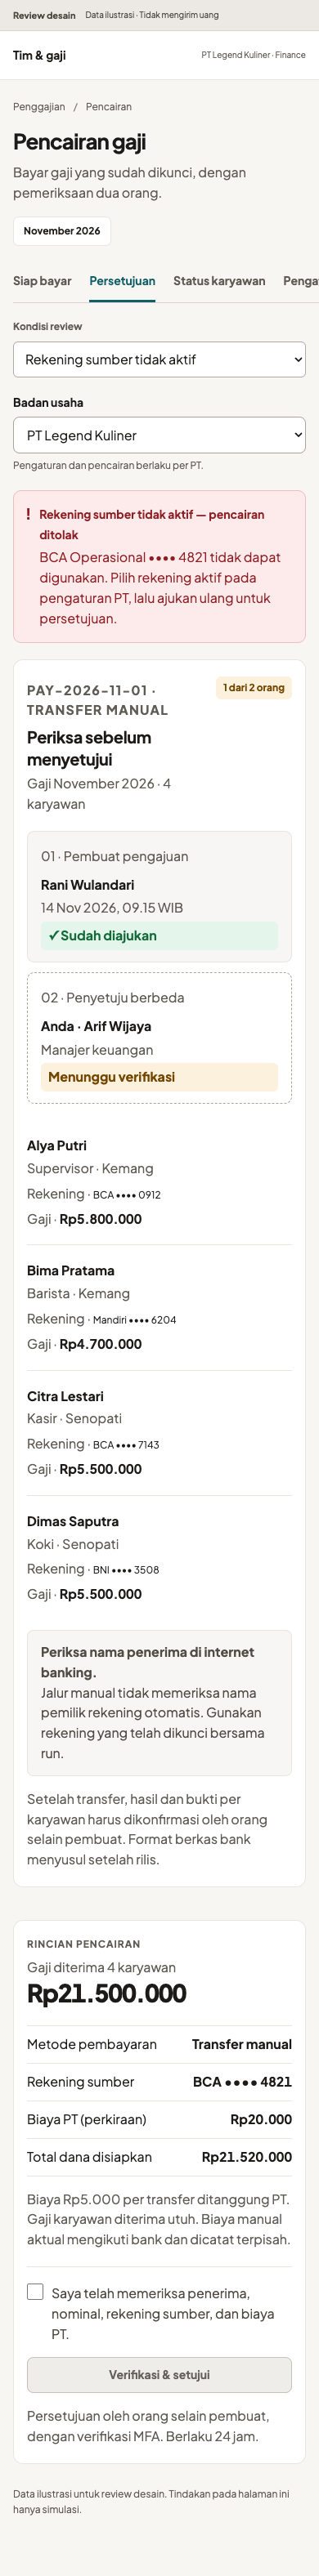 Review desain Data ilustrasi · Tidak mengirim uang
Tim & gaji PT Legend Kuliner · Finance
Penggajian / Pencairan
Pencairan gaji
Bayar gaji yang sudah dikunci, dengan
pemeriksaan dua orang.
November 2026
Siap bayar Persetujuan Status karyawan
Kondisi review
Rekening sumber tidak aktif
Badan usaha
PT Legend Kuliner
Pengaturan dan pencairan berlaku per PT.
! Rekening sumber tidak aktif — pencairan
ditolak
BCA Operasional •••• 4821 tidak dapat
digunakan. Pilih rekening aktif pada
pengaturan PT, lalu ajukan ulang untuk
persetujuan.
PAY-2026-11-01 ·
TRANSFER MANUAL
1 dari 2 orang
Periksa sebelum
menyetujui
Gaji November 2026 · 4
karyawan
01 · Pembuat pengajuan
Rani Wulandari
14 Nov 2026, 09.15 WIB
✓ Sudah diajukan
02 · Penyetuju berbeda
Anda · Arif Wijaya
Manajer keuangan
Menunggu verifikasi
Alya Putri
Supervisor · Kemang
Rekening · BCA •••• 0912
Gaji · Rp5.800.000
Bima Pratama
Barista · Kemang
Rekening · Mandiri •••• 6204
Gaji · Rp4.700.000
Citra Lestari
Kasir · Senopati
Rekening · BCA •••• 7143
Gaji · Rp5.500.000
Dimas Saputra
Koki · Senopati
Rekening · BNI •••• 3508
Gaji · Rp5.500.000
Periksa nama penerima di internet
banking.
Jalur manual tidak memeriksa nama
pemilik rekening otomatis. Gunakan
rekening yang telah dikunci bersama
run.
Setelah transfer, hasil dan bukti per
karyawan harus dikonfirmasi oleh orang
selain pembuat. Format berkas bank
menyusul setelah rilis.
RINCIAN PENCAIRAN
Gaji diterima 4 karyawan
Rp21.500.000
Metode pembayaran Transfer manual
Rekening sumber BCA •••• 4821
Biaya PT (perkiraan) Rp20.000
Total dana disiapkan Rp21.520.000
Biaya Rp5.000 per transfer ditanggung PT.
Gaji karyawan diterima utuh. Biaya manual
aktual mengikuti bank dan dicatat terpisah.
Saya telah memeriksa penerima,
nominal, rekening sumber, dan biaya
PT.
Verifikasi & setujui
Persetujuan oleh orang selain pembuat,
dengan verifikasi MFA. Berlaku 24 jam.
Data ilustrasi untuk review desain. Tindakan pada halaman ini
hanya simulasi.